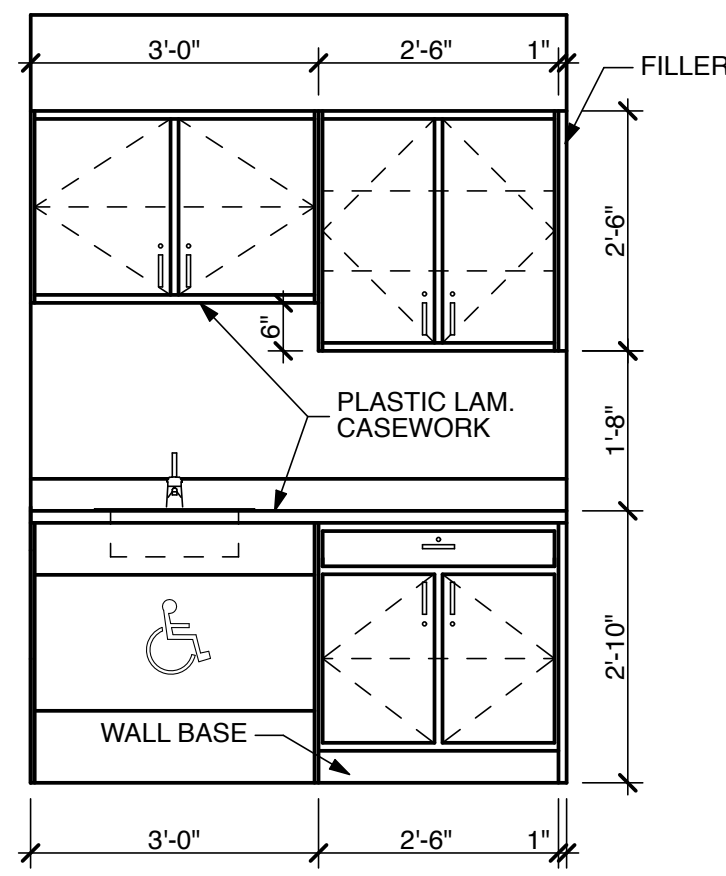 3'-0"
2'-6"
1"
FILLER
2'-6"
6"
PLASTIC LAM.
CASEWORK
1'-8"
2'-10"
WALL BASE
3'-0"
2'-6"
1"